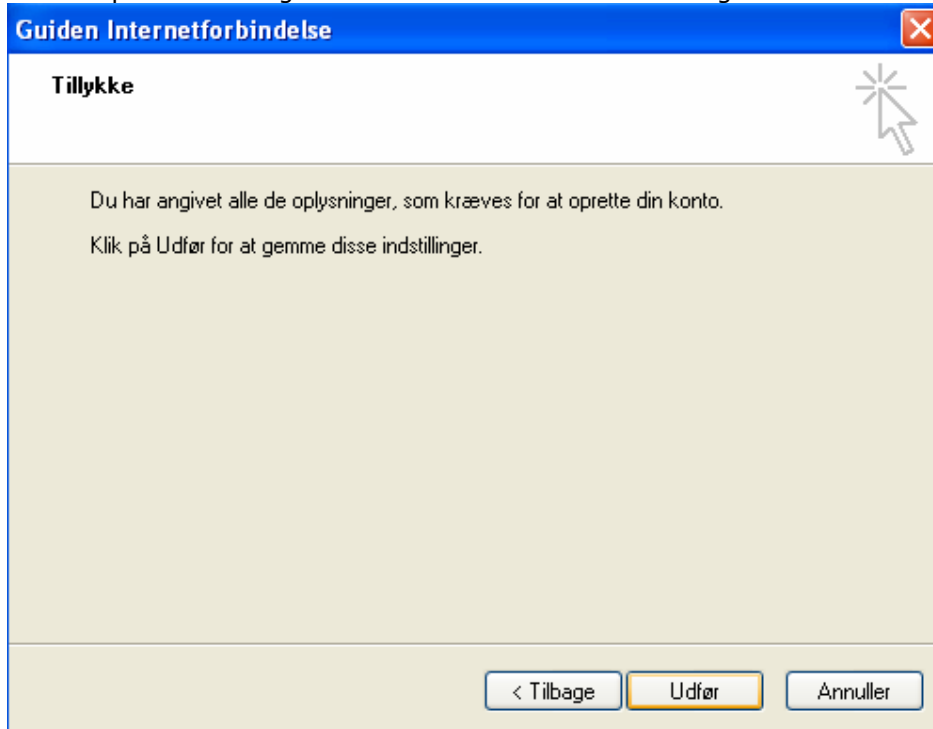 Guiden Internetforbindelse
Tillykke
Du har angivet alle de oplysninger, som kræves for at oprette din konto.
Klik på Udfør for at gemme disse indstillinger.
< Tilbage Udfør Annuller